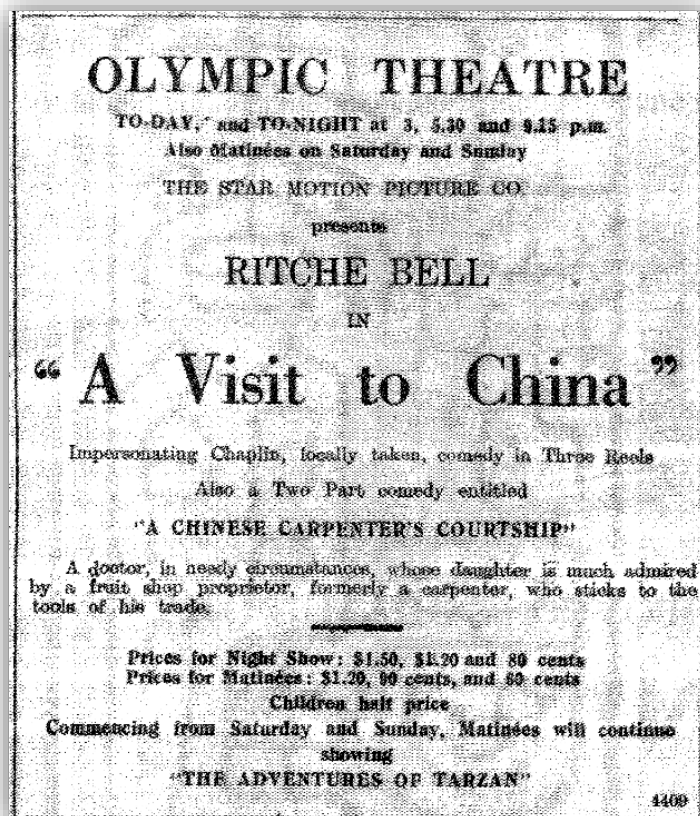 OLYMPIC THEATRE
TO-DAY, and TO-NIGHT at 3, 5.30 and 9.15 p.m.
Also Matinées on Saturday and Sunday
THE STAR MOTION PICTURE CO
presents
RITCHE BELL
IN
"A Visit to China"
Impersonating Chaplin, locally taken, comedy in Three Reels
Also a Two Part comedy entitled
"A CHINESE CARPENTER'S COURTSHIP"
A doctor, in needy circumstances, whose daughter is much admired
by a fruit shop proprietor, formerly a carpenter, who sticks to the
tools of his trade.
Prices for Night Show: $1.50, $1.20 and 80 cents
Prices for Matinées: $1.20, 90 cents, and 60 cents
Children half price
Commencing from Saturday and Sunday, Matinées will continue
showing
"THE ADVENTURES OF TARZAN"
4409